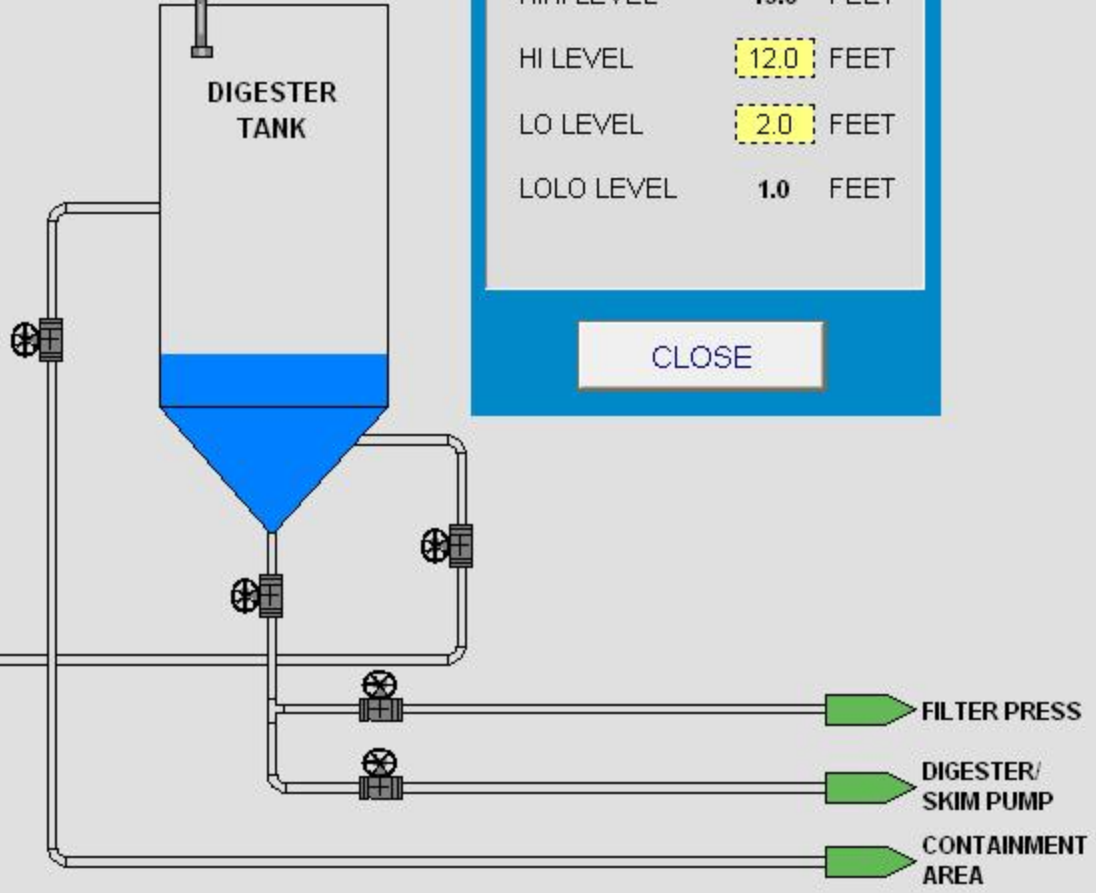 HI LEVEL 12.0 FEET
LO LEVEL 2.0 FEET
LOLO LEVEL 1.0 FEET
CLOSE
DIGESTER
TANK
FILTER PRESS
DIGESTER/
SKIM PUMP
CONTAINMENT
AREA